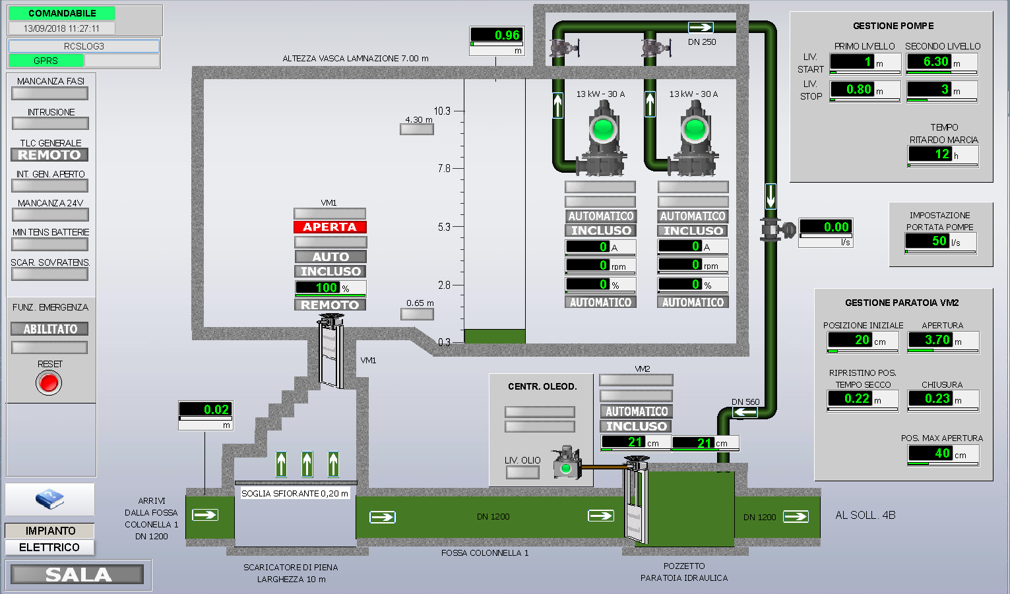 COMANDABILE
13/09/2018 11:27:11
RCSLOG3
GPRS
MANCANZA FASI
INTRUSIONE
TLC GENERALE
REMOTO
INT. GEN. APERTO
MANCANZA 24V
MIN TENS BATTERIE
SCAR. SOVRATENS.
FUNZ. EMERGENZA
ABILITATO
RESET
IMPIANTO
ELETTRICO
SALA
ALTEZZA VASCA LAMNAZIONE 7.00 m
0.96
m
4.30 m
0.65 m
10.3
7.8
5.3
2.8
0.3
DN 250
13 kW - 30 A
AUTOMATICO
INCLUSO
0 A
0 rpm
0 %
AUTOMATICO
13 kW - 30 A
AUTOMATICO
INCLUSO
0 A
0 rpm
0 %
AUTOMATICO
VM1
APERTA
AUTO
INCLUSO
100 %
REMOTO
VM1
0.02
m
0.00
l/s
GESTIONE POMPE
PRIMO LIVELLO SECONDO LIVELLO
LIV.
START
1 m 6.30 m
LIV.
STOP
0.80 m 3 m
TEMPO
RITARDO MARCIA
12 h
IMPOSTAZIONE
PORTATA POMPE
50 l/s
GESTIONE PARATOIA VM2
POSIZIONE INIZIALE APERTURA
20 cm 3.70 m
RIPRISTINO POS.
TEMPO SECCO CHIUSURA
0.22 m 0.23 m
POS. MAX APERTURA
40 cm
CENTR. OLEOD.
LIV. OLIO
VM2
AUTOMATICO
INCLUSO
21 cm 21 cm
DN 560
SOGLIA SFIORANTE 0,20 m
ARRIVI
DALLA FOSSA
COLONELLA 1
DN 1200
DN 1200
DN 1200
AL SOLL. 4B
FOSSA COLONNELLA 1
SCARICATORE DI PIENA
LARGHEZZA 10 m
POZZETTO
PARATOIA IDRAULICA